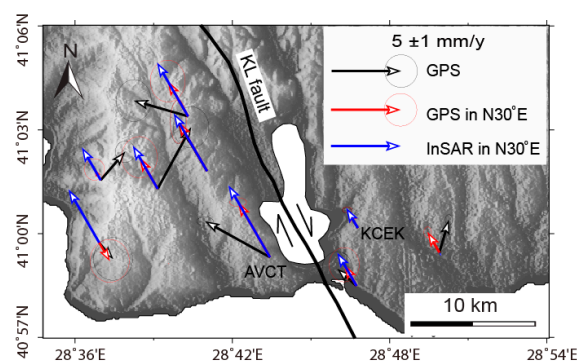 41°06'N
41°03'N
41°00'N
40°57'N
N
KL fault
5 ±1 mm/y
GPS
GPS in N30°E
InSAR in N30°E
KCEK
AVCT
10 km
28°36'E
28°42'E
28°48'E
28°54'E